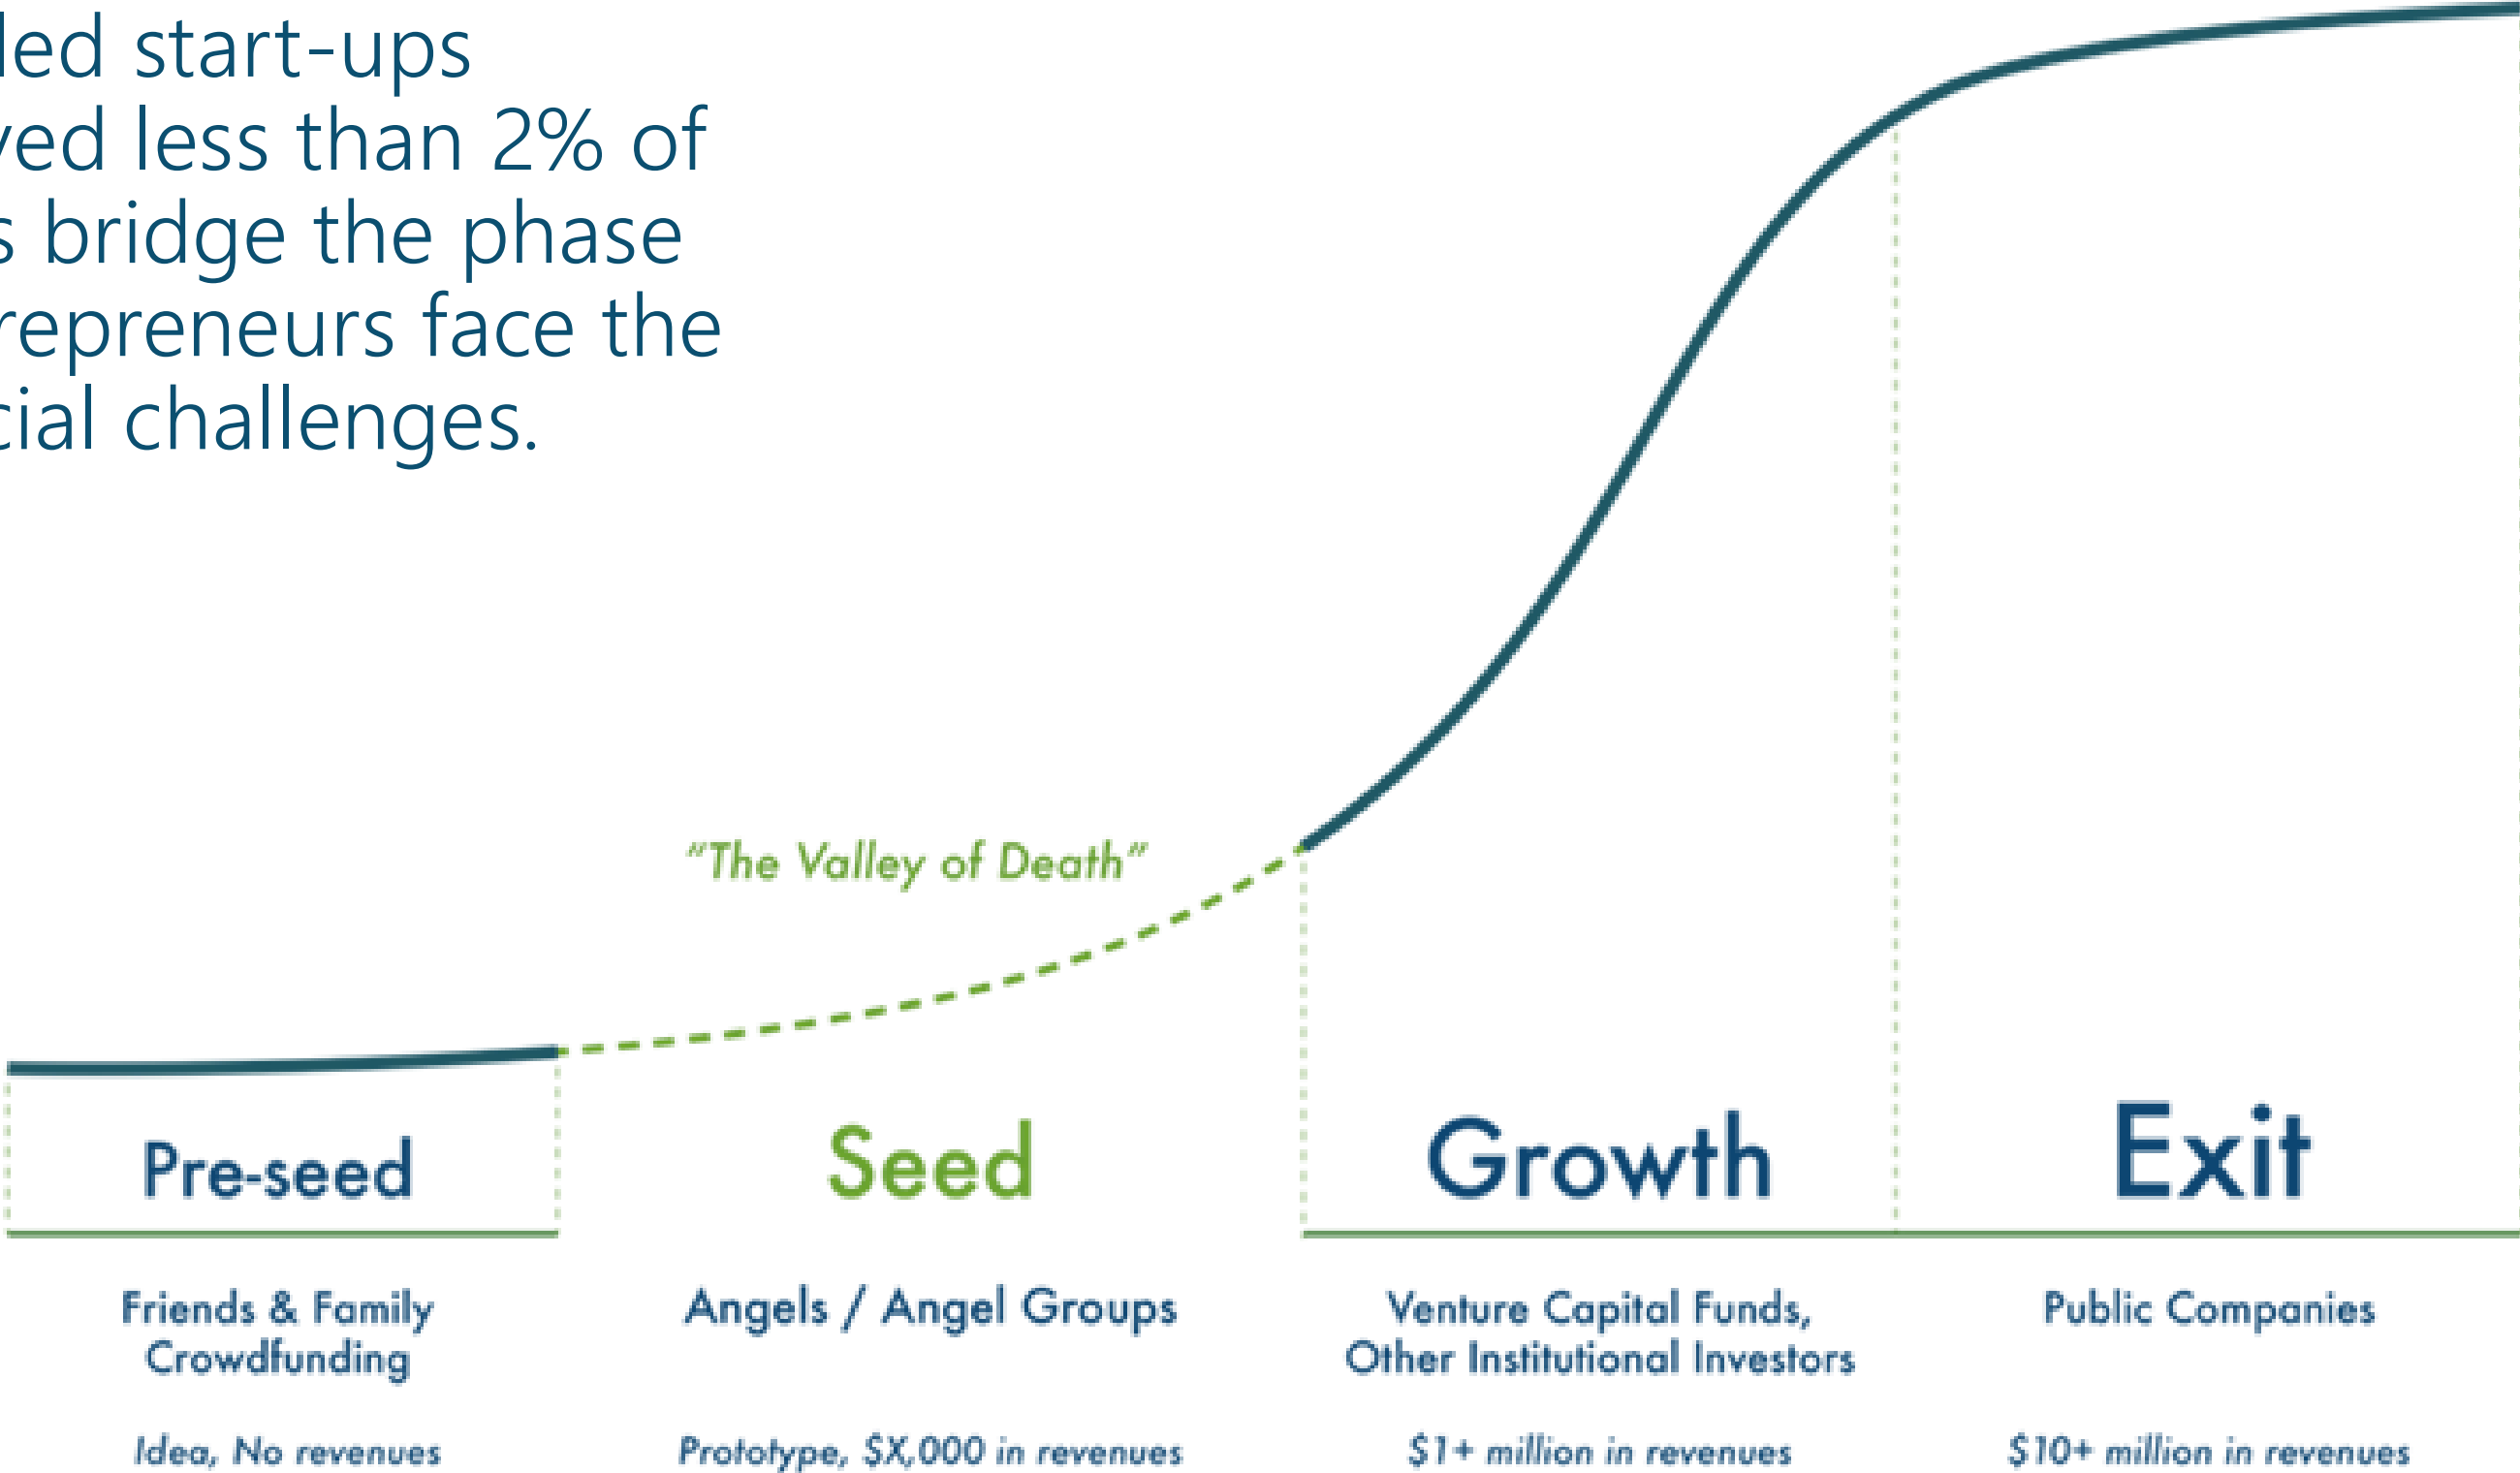 led start-ups
ved less than 2% of
s bridge the phase
repreneurs face the
cial challenges.
“The Valley of Death”
Pre-seed
Seed
Growth
Exit
Friends & Family
Crowdfunding
Angels / Angel Groups
Venture Capital Funds,
Other Institutional Investors
Public Companies
Idea, No revenues
Prototype, $X,000 in revenues
$1+ million in revenues
$10+ million in revenues